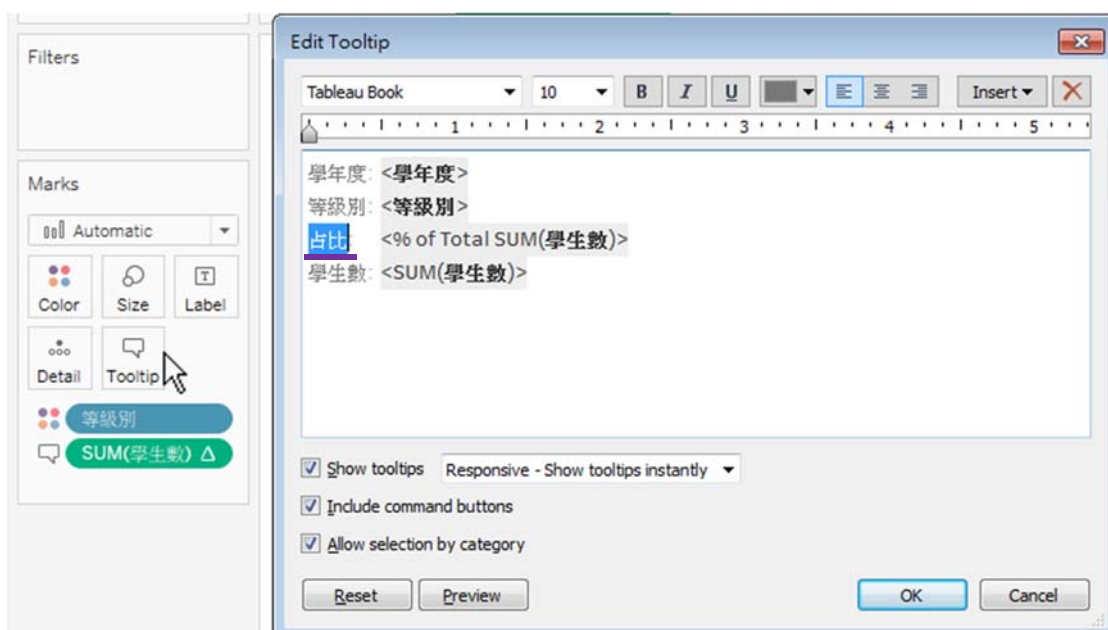 Filters
Marks
Automatic
Color Size Label
Detail Tooltip
等級別
SUM(學生數) Δ
Edit Tooltip
Tableau Book 10 B I U Insert
1 2 3 4 5
學年度: <學年度>
等級別: <等級別>
占比: <% of Total SUM(學生數)>
學生數: <SUM(學生數)>
Show tooltips Responsive - Show tooltips instantly
Include command buttons
Allow selection by category
Reset Preview OK Cancel